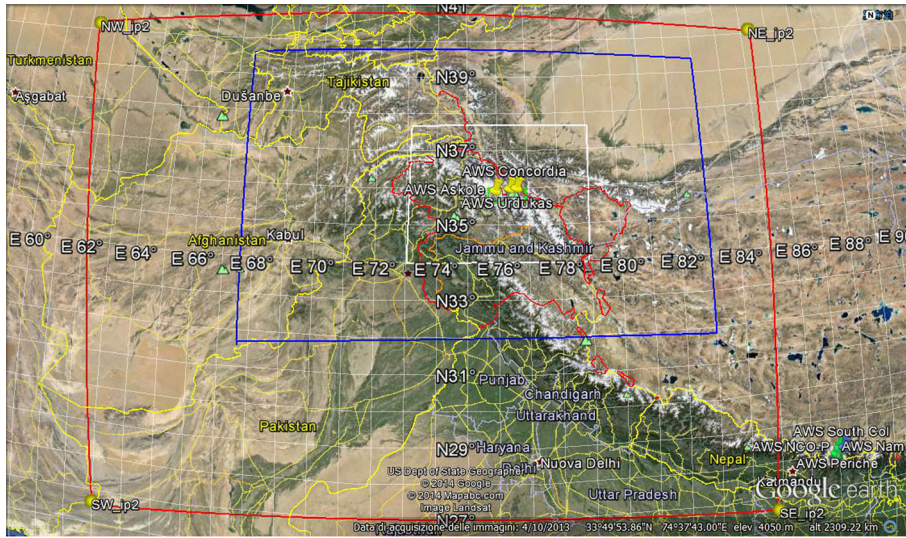 N41°
NW_ip2
NE_ip2
N
Turkmenistan
N39°
Tajikistan
Aşgabat
Dušanbe
N37°
AWS Concordia
AWS Askole
AWS Urdukas
N35°
E 60°
E 62°
E 64°
E 66°
E 68°
E 70°
E 72°
E 74°
E 76°
E 78°
E 80°
E 82°
E 84°
E 86°
E 88°
E 90
Afghanistan
Kabul
Jammu and Kashmir
N33°
N31°
Punjab
Chandigarh
Uttarakhand
Pakistan
N29°
Haryana
Delhi
Nuova Delhi
Nepal
AWS South Col
AWS NCO-P
AWS Nam
AWS Periche
Katmandu
US Dept of State Geographer
© 2014 Google
© 2014 Mapabc.com
Image Landsat
Uttar Pradesh
Google earth
SW_ip2
SE_ip2
N27°
Data di acquisizione delle immagini: 4/10/2013 33°49'53.86"N 74°37'43.00"E elev 4050 m alt 2309.22 km